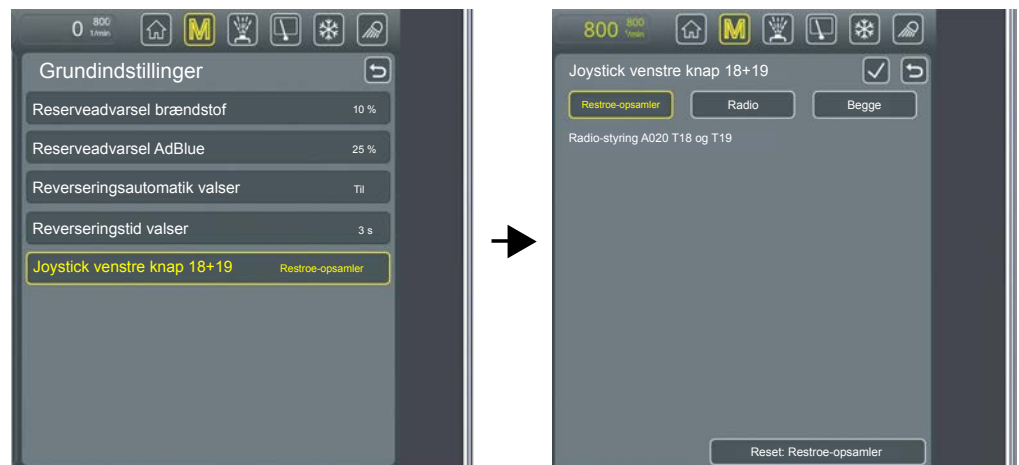 0 800 1/min M
Grundindstillinger
Reserveadvarsel brændstof 10 %
Reserveadvarsel AdBlue 25 %
Reverseringsautomatik valser Til
Reverseringstid valser 3 s
Joystick venstre knap 18+19 Restroe-opsamler
800 800 1/min M
Joystick venstre knap 18+19
Restroe-opsamler Radio Begge
Radio-styring A020 T18 og T19
Reset: Restroe-opsamler